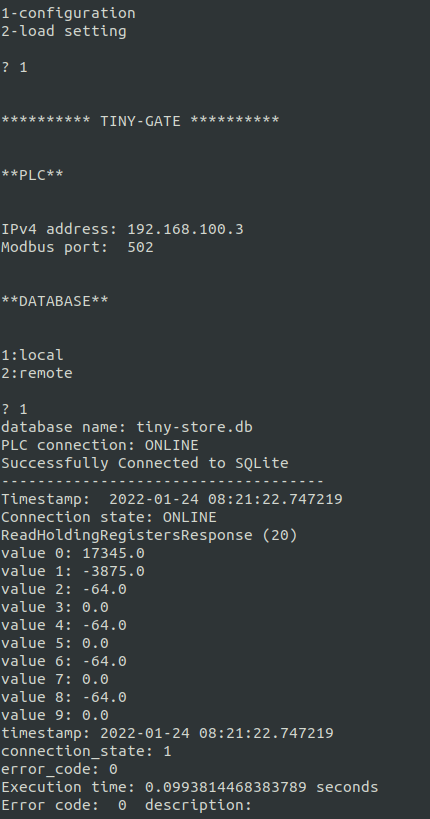 1-configuration
2-load setting
? 1
********** TINY-GATE **********
**PLC**
IPv4 address: 192.168.100.3
Modbus port:  502
**DATABASE**
1:local
2:remote
? 1
database name: tiny-store.db
PLC connection: ONLINE
Successfully Connected to SQLite
------------------------------------
Timestamp:  2022-01-24 08:21:22.747219
Connection state: ONLINE
ReadHoldingRegistersResponse (20)
value 0: 17345.0
value 1: -3875.0
value 2: -64.0
value 3: 0.0
value 4: -64.0
value 5: 0.0
value 6: -64.0
value 7: 0.0
value 8: -64.0
value 9: 0.0
timestamp: 2022-01-24 08:21:22.747219
connection_state: 1
error_code: 0
Execution time: 0.0993814468383789 seconds
Error code:  0  description: